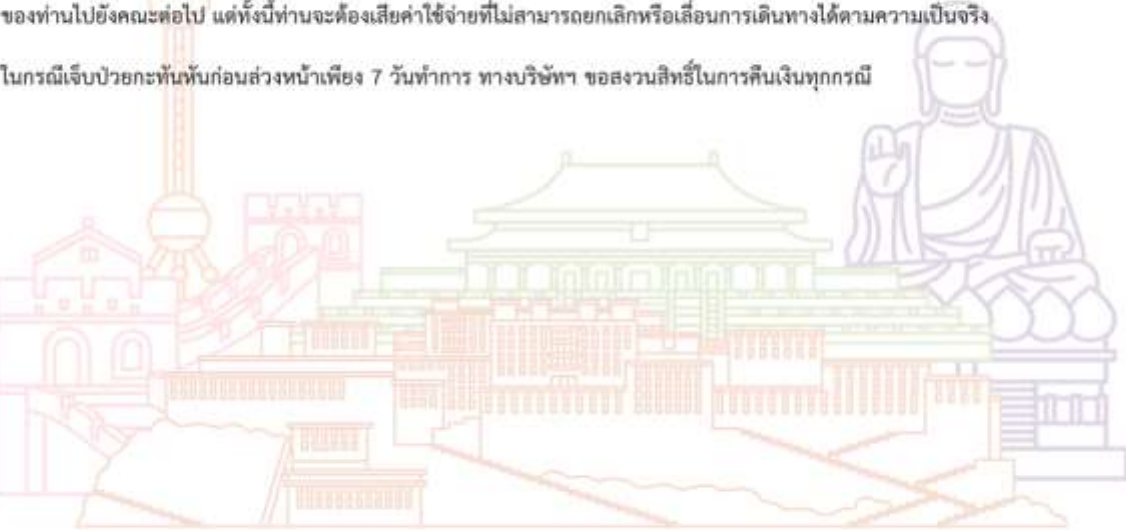 ของท่านไปยังคณะต่อไป แต่ทั้งนี้ท่านจะต้องเสียค่าใช้จ่ายที่ไม่สามารถยกเลิกหรือเลื่อนการเดินทางได้ตามความเป็นจริง
ในกรณีเจ็บป่วยกะทันหันก่อนล่วงหน้าเพียง 7 วันทำการ ทางบริษัทฯ ขอสงวนสิทธิ์ในการคืนเงินทุกกรณี